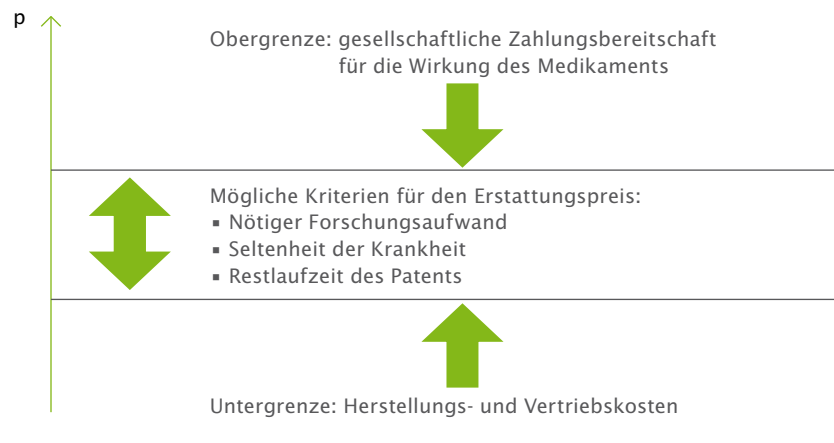 p
Obergrenze: gesellschaftliche Zahlungsbereitschaft
für die Wirkung des Medikaments
Mögliche Kriterien für den Erstattungspreis:
▪ Nötiger Forschungsaufwand
▪ Seltenheit der Krankheit
▪ Restlaufzeit des Patents
Untergrenze: Herstellungs- und Vertriebskosten